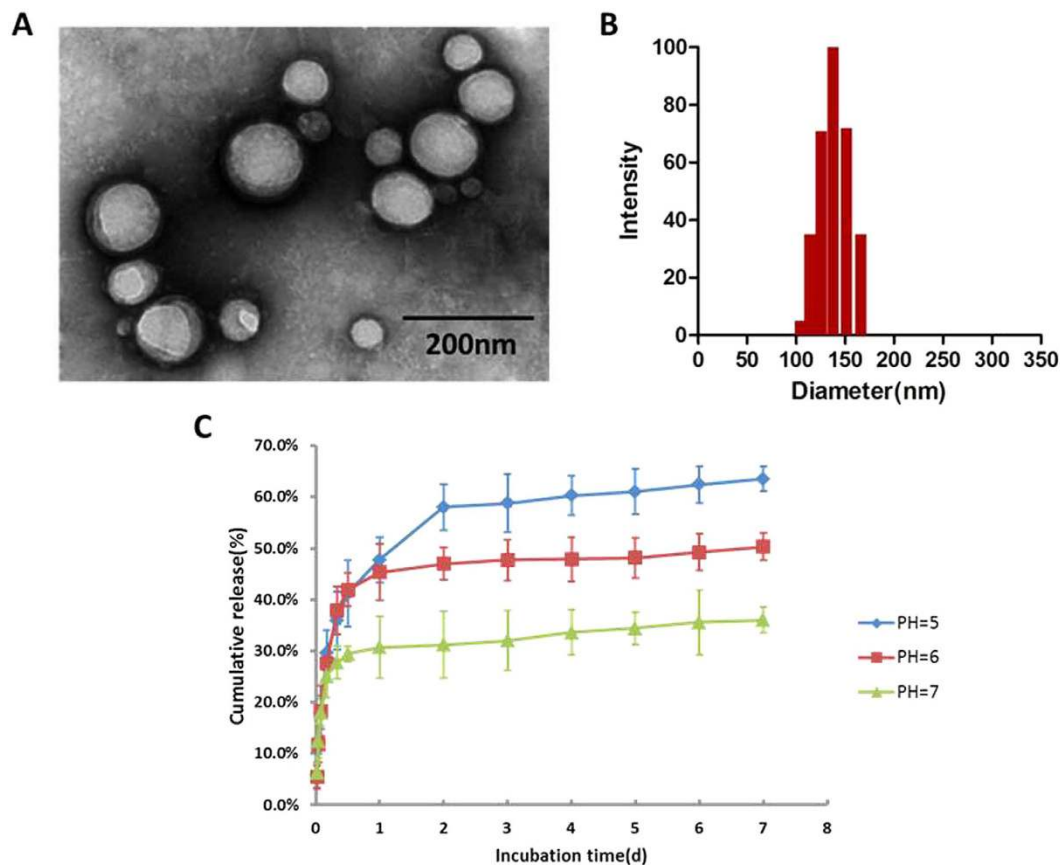 A
200nm
B
Intensity
100
80
60
40
20
0
0 50 100 150 200 250 300 350
Diameter(nm)
C
Cumulative release(%)
70.0%
60.0%
50.0%
40.0%
30.0%
20.0%
10.0%
0.0%
0 1 2 3 4 5 6 7 8
Incubation time(d)
PH=5
PH=6
PH=7